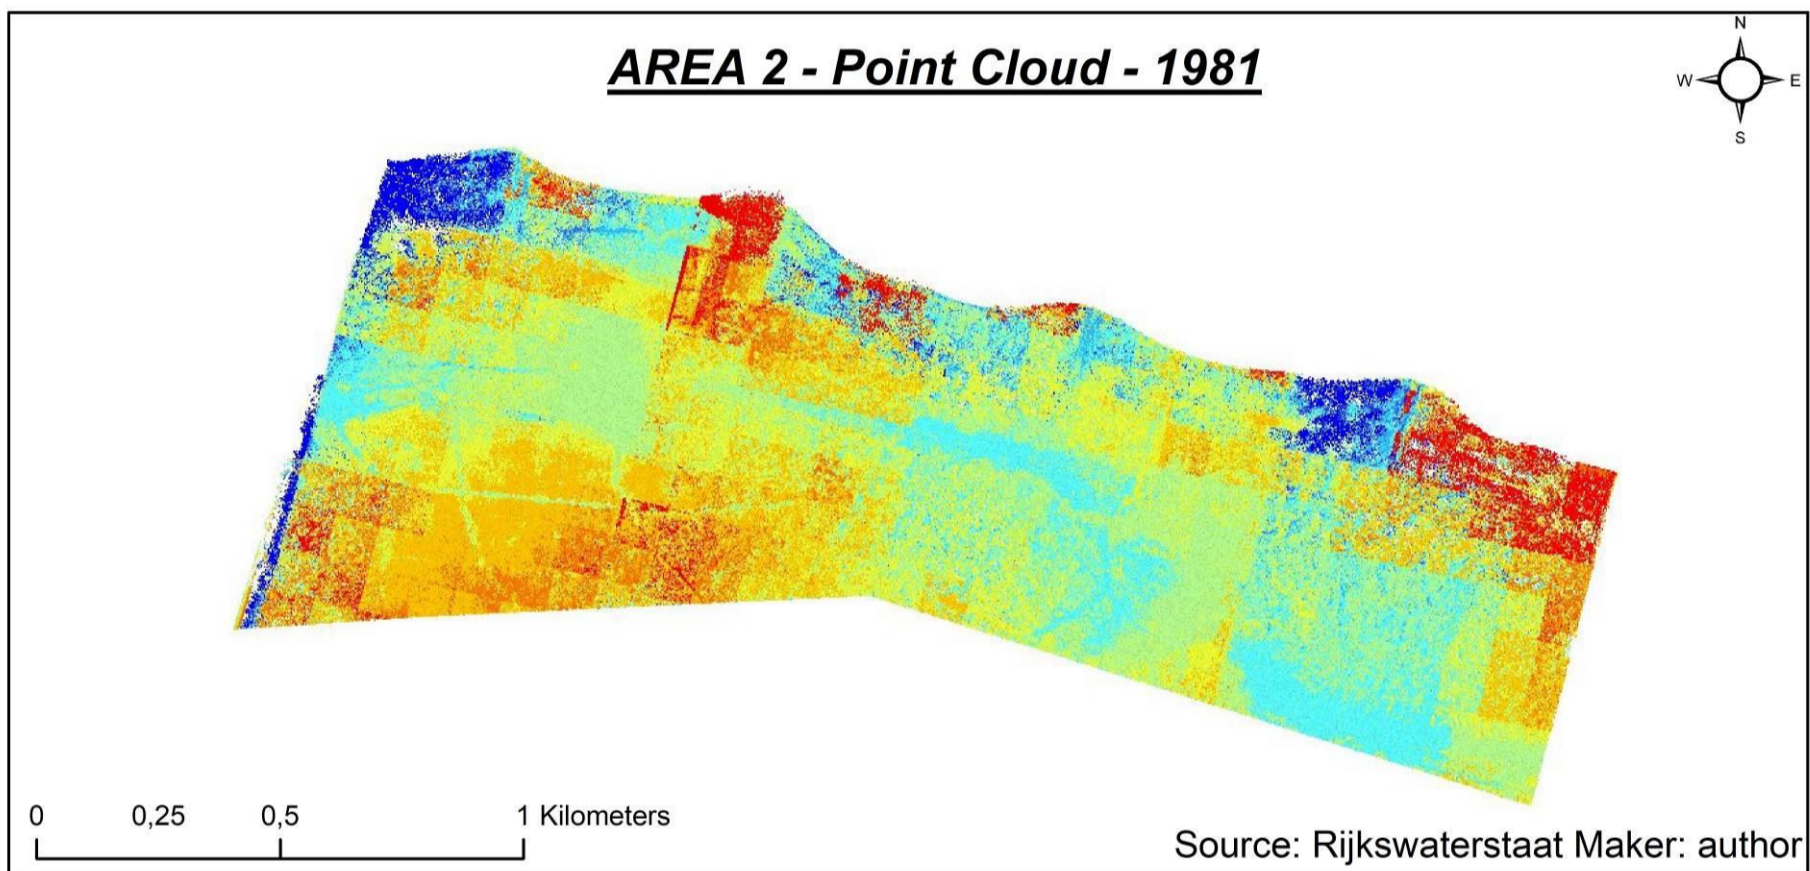 AREA 2 - Point Cloud - 1981
N
W E
S
0 0,25 0,5 1 Kilometers
Source: Rijkswaterstaat Maker: author